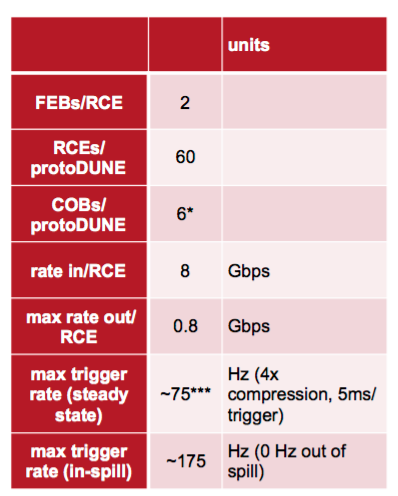 units
FEBs/RCE 2
RCEs/
protoDUNE 60
COBs/
protoDUNE 6*
rate in/RCE 8 Gbps
max rate out/
RCE 0.8 Gbps
max trigger
rate (steady
state) ~75*** Hz (4x
compression, 5ms/
trigger)
max trigger
rate (in-spill) ~175 Hz (0 Hz out of
spill)